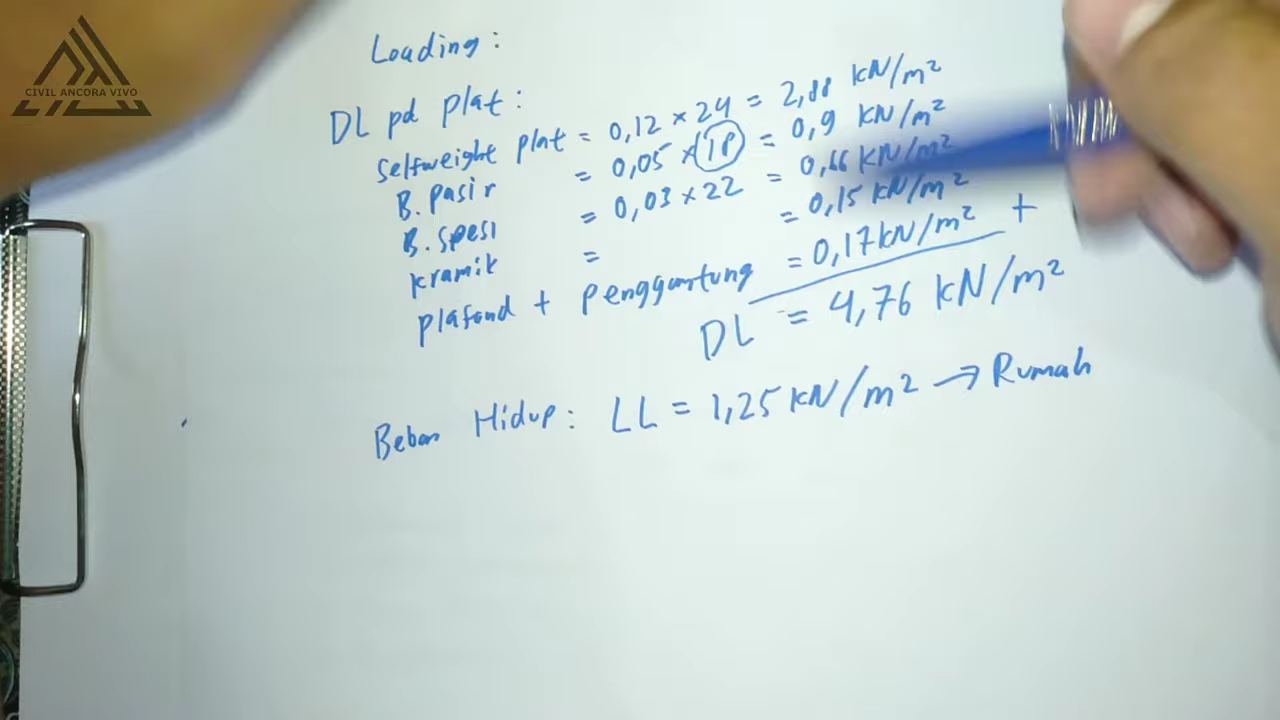 CIVIL ANCORA VIVO
Loading:
DL pd plat:
Selfweight plat = 0,12 × 24 = 2,88 kN/m²
B. pasir = 0,05 × 18 = 0,9 kN/m²
B. spesi = 0,03 × 22 = 0,66 kN/m²
kramik = = 0,15 kN/m²
plafond + penggantung = 0,17 kN/m² +
DL = 4,76 kN/m²
Beban Hidup: LL = 1,25 kN/m² → Rumah